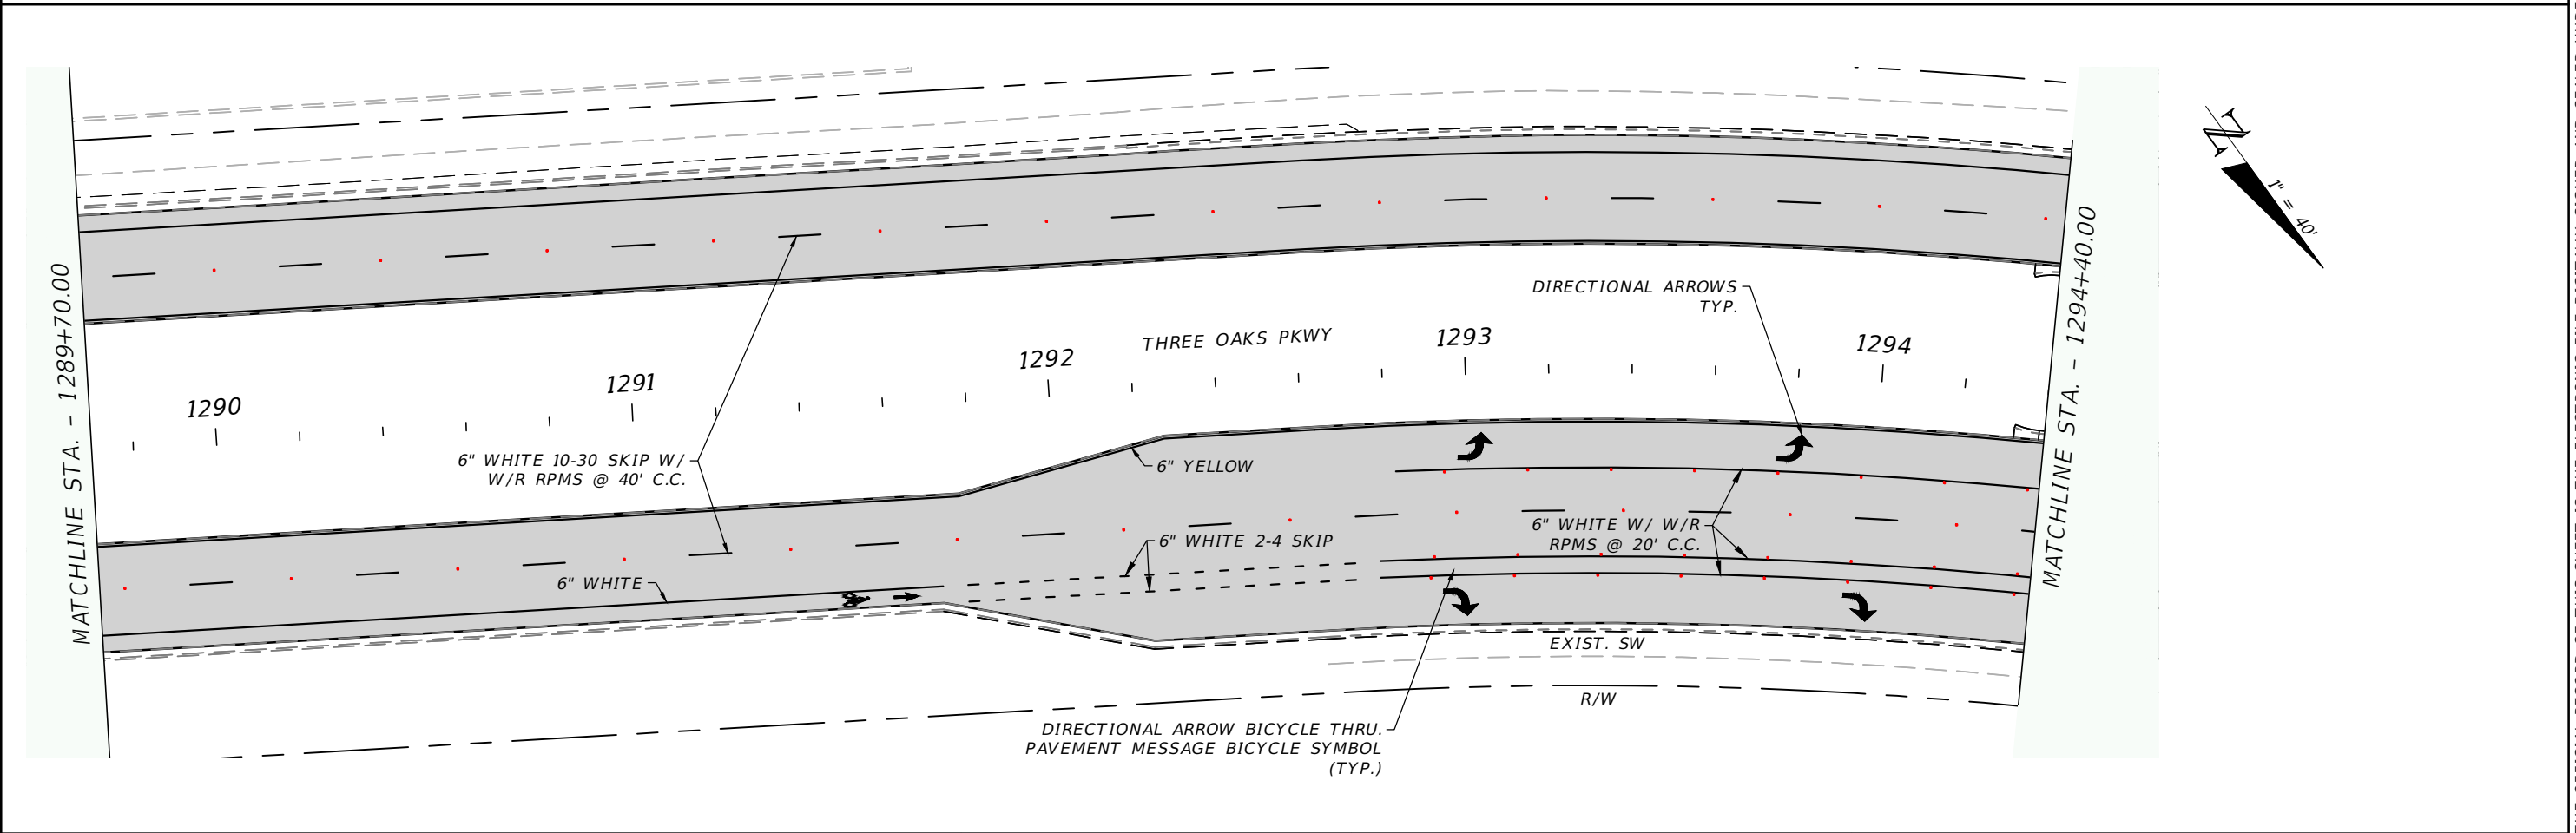 MATCHLINE STA. - 1289+70.00
1290
1291
1292
THREE OAKS PKWY
1293
1294
DIRECTIONAL ARROWS
TYP.
6" WHITE 10-30 SKIP W/
W/R RPMS @ 40' C.C.
6" YELLOW
6" WHITE 2-4 SKIP
6" WHITE W/ W/R
RPMS @ 20' C.C.
6" WHITE
EXIST. SW
R/W
DIRECTIONAL ARROW BICYCLE THRU.
PAVEMENT MESSAGE BICYCLE SYMBOL
(TYP.)
MATCHLINE STA. - 1294+40.00
N
1" = 40'